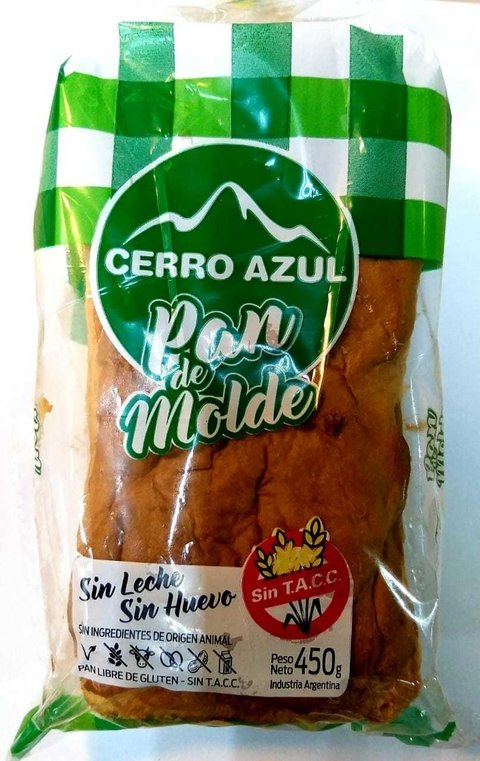 CERRO AZUL
Pan
de
Molde
Sin Leche
Sin Huevo
SIN INGREDIENTES DE ORIGEN ANIMAL
PAN LIBRE DE GLUTEN - SIN T.A.C.C.
Sin T.A.C.C.
Peso
Neto 450g
Industria Argentina